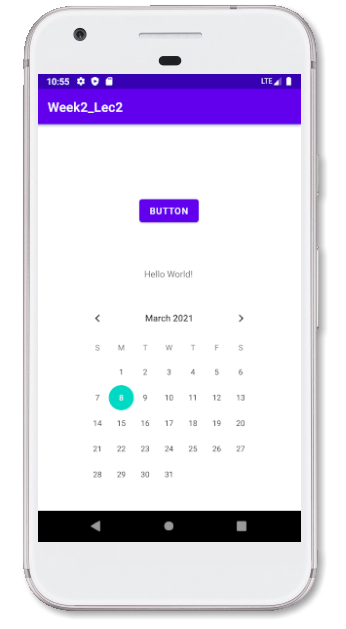 10:55 LTE
Week2_Lec2
BUTTON
Hello World!
March 2021
S M T W T F S
1 2 3 4 5 6
7 8 9 10 11 12 13
14 15 16 17 18 19 20
21 22 23 24 25 26 27
28 29 30 31